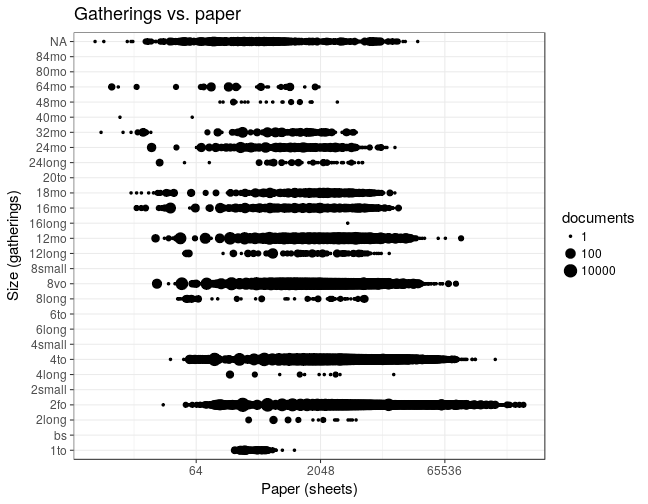 Gatherings vs. paper
NA
84mo
80mo
64mo
48mo
40mo
32mo
24mo
24long
20to
18mo
16mo
16long
12mo
12long
8small
8vo
8long
6to
6long
4small
4to
4long
2small
2fo
2long
bs
1to
Size (gatherings)
64
2048
65536
Paper (sheets)
documents
1
100
10000